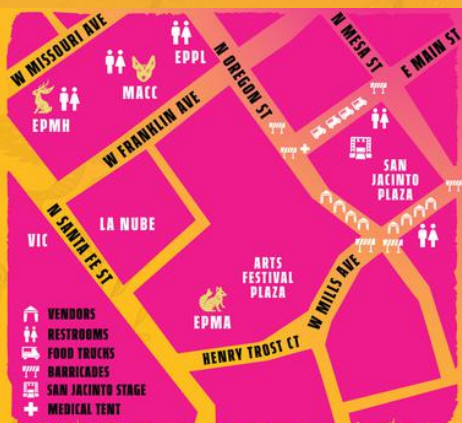 W MISSOURI AVE
N OREGON ST
N MESA ST
E MAIN ST
EPPL
MACC
EPMH
W FRANKLIN AVE
SAN
JACINTO
PLAZA
N SANTA FE ST
LA NUBE
VIC
ARTS
FESTIVAL
PLAZA
W MILLS AVE
EPMA
HENRY TROST CT
VENDORS
RESTROOMS
FOOD TRUCKS
BARRICADES
SAN JACINTO STAGE
MEDICAL TENT